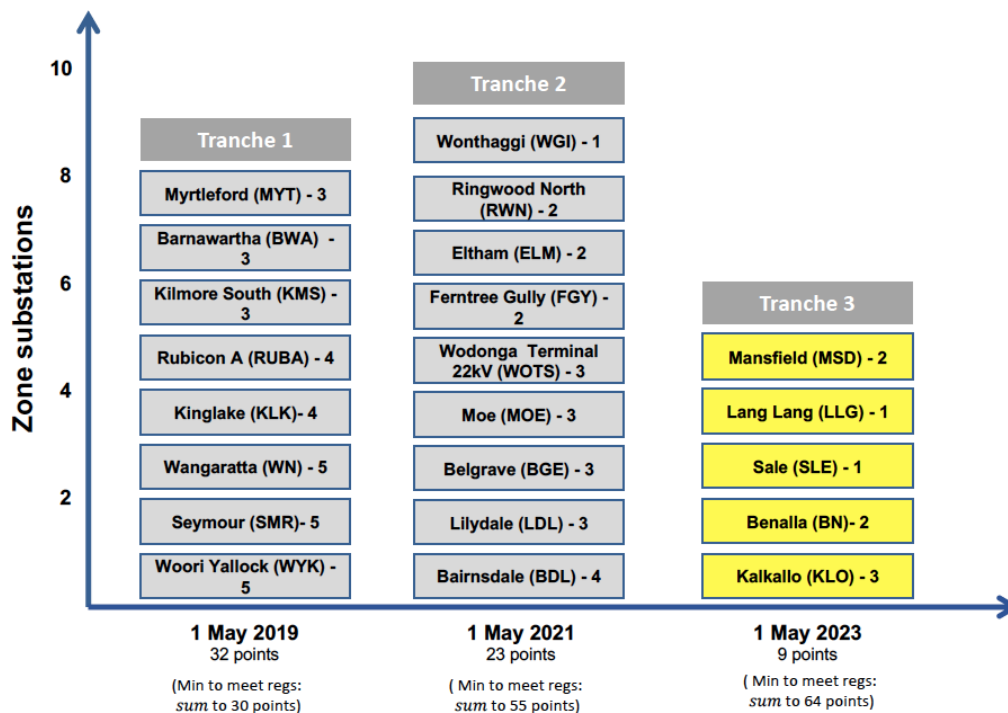 Zone substations
10
8
6
4
2
Tranche 1
Myrtleford (MYT) - 3
Barnawartha (BWA) -
3
Kilmore South (KMS) -
3
Rubicon A (RUBA) - 4
Kinglake (KLK)- 4
Wangaratta (WN) - 5
Seymour (SMR)- 5
Woori Yallock (WYK) -
5
1 May 2019
32 points
(Min to meet regs:
sum to 30 points)
Tranche 2
Wonthaggi (WGI) - 1
Ringwood North
(RWN) - 2
Eltham (ELM) - 2
Ferntree Gully (FGY) -
2
Wodonga Terminal
22kV (WOTS) - 3
Moe (MOE) - 3
Belgrave (BGE) - 3
Lilydale (LDL) - 3
Bairnsdale (BDL) - 4
1 May 2021
23 points
( Min to meet regs:
sum to 55 points)
Tranche 3
Mansfield (MSD) - 2
Lang Lang (LLG) - 1
Sale (SLE) - 1
Benalla (BN)- 2
Kalkallo (KLO) - 3
1 May 2023
9 points
( Min to meet regs:
sum to 64 points)